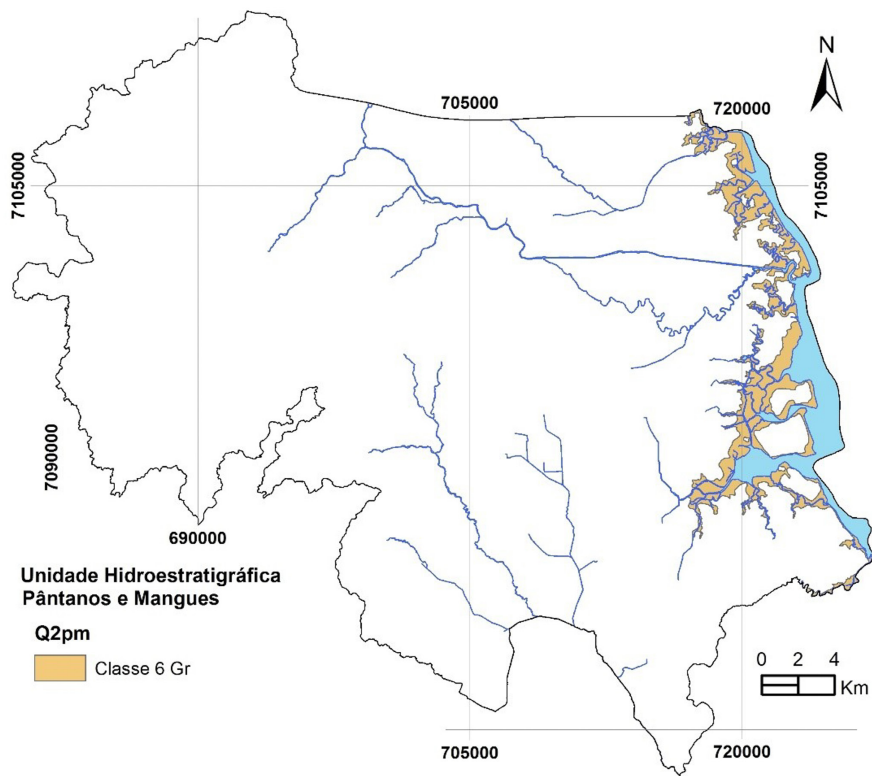 N
705000
720000
7105000
7105000
7090000
690000
Unidade Hidroestratigráfica
Pântanos e Mangues
Q2pm
Classe 6 Gr
0 2 4
Km
705000
720000